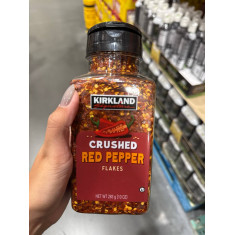 KIRKLAND
CRUSHED
RED PEPPER
FLAKES